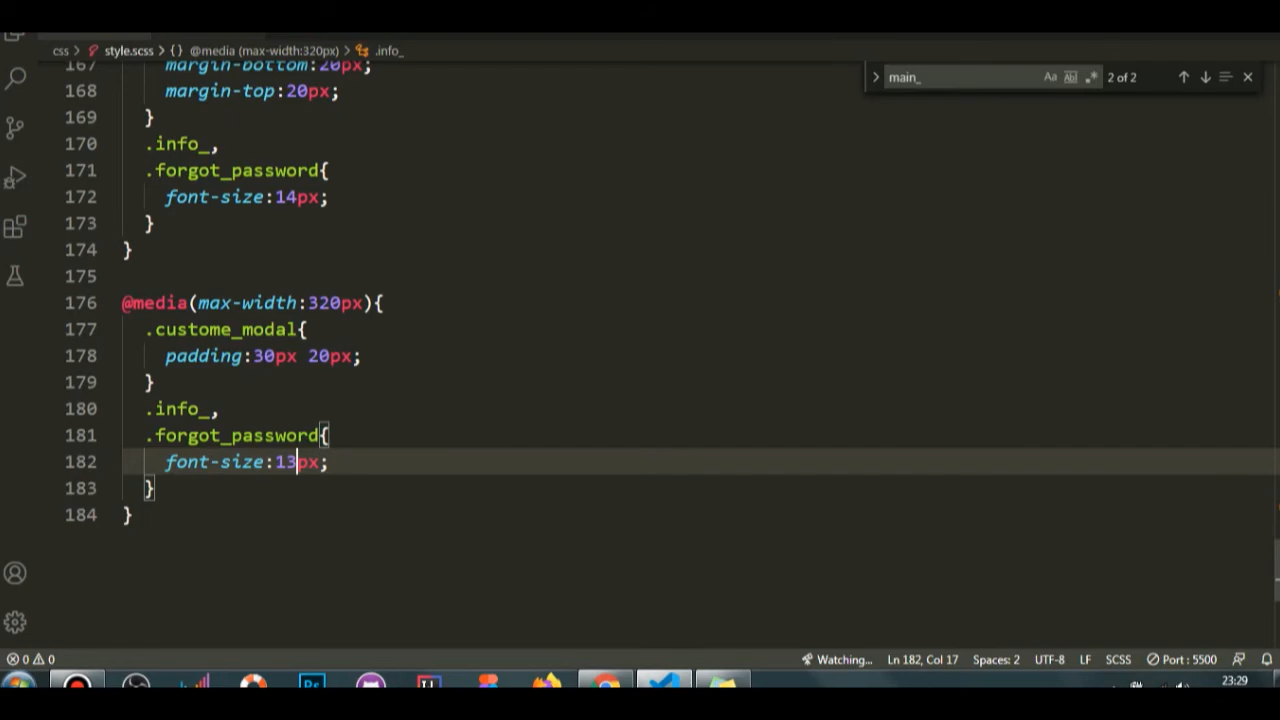 css > style.scss > {} @media (max-width:320px) > .info_
main_
Aa ab .* 2 of 2
167 margin-bottom:20px;
168 margin-top:20px;
169 }
170 .info_,
171 .forgot_password{
172 font-size:14px;
173 }
174 }
175
176 @media(max-width:320px){
177 .custome_modal{
178 padding:30px 20px;
179 }
180 .info_,
181 .forgot_password{
182 font-size:13px;
183 }
184 }
0 0 Watching... Ln 182, Col 17 Spaces: 2 UTF-8 LF SCSS Port : 5500
Ps 23:29